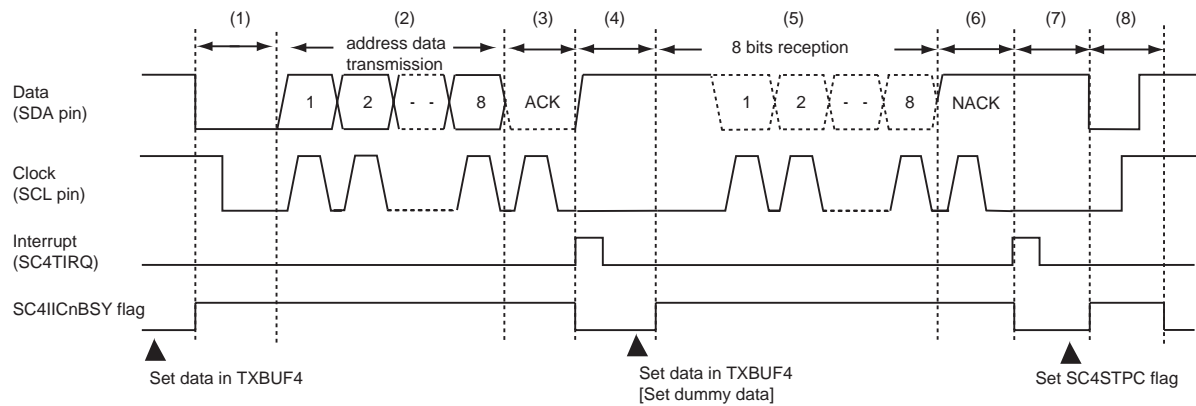 (1) (2) (3) (4) (5) (6) (7) (8)
address data
transmission
8 bits reception
Data
(SDA pin)
1 2 - - 8 ACK 1 2 - - 8 NACK
Clock
(SCL pin)
Interrupt
(SC4TIRQ)
SC4IICnBSY flag
Set data in TXBUF4
Set data in TXBUF4
[Set dummy data]
Set SC4STPC flag